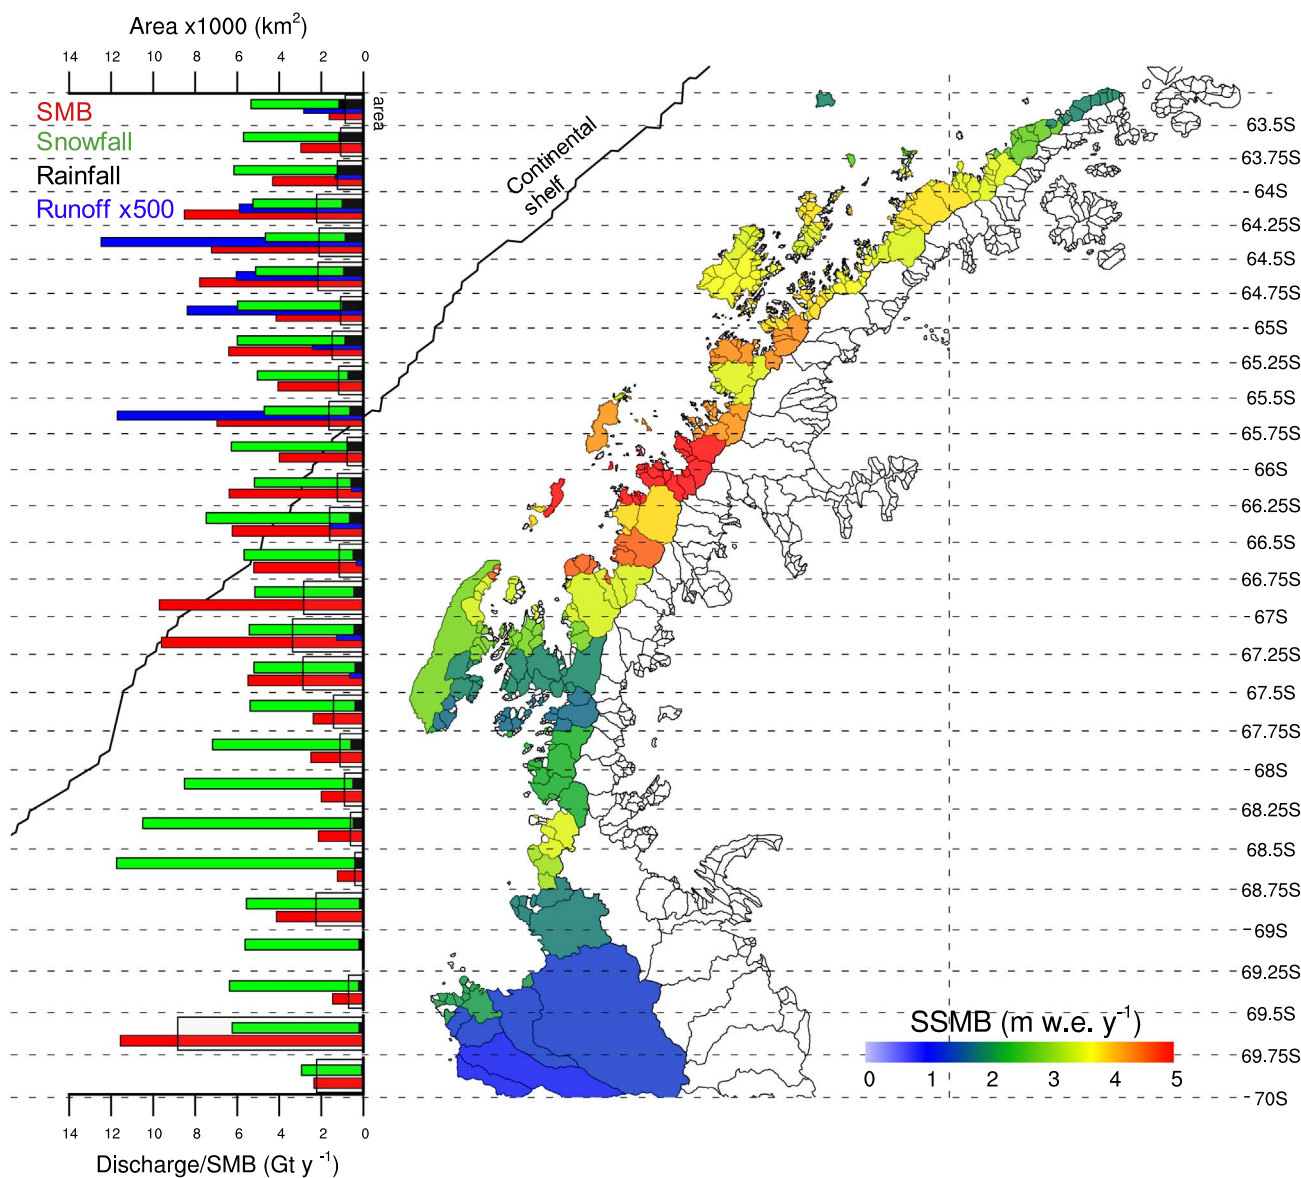 Area x1000 (km²)
14 12 10 8 6 4 2 0
area
SMB
Snowfall
Rainfall
Runoff x500
Continental
shelf
63.5S
63.75S
64S
64.25S
64.5S
64.75S
65S
65.25S
65.5S
65.75S
66S
66.25S
66.5S
66.75S
67S
67.25S
67.5S
67.75S
68S
68.25S
68.5S
68.75S
69S
69.25S
69.5S
69.75S
70S
SSMB (m w.e. y⁻¹)
0 1 2 3 4 5
14 12 10 8 6 4 2 0
Discharge/SMB (Gt y ⁻¹)